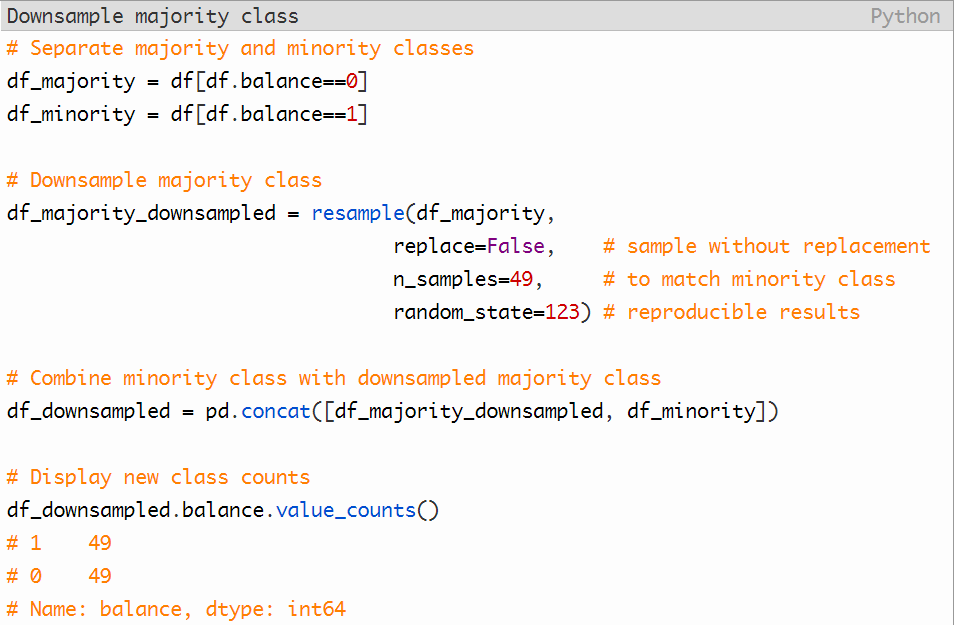 Downsample majority class Python
# Separate majority and minority classes
df_majority = df[df.balance==0]
df_minority = df[df.balance==1]

# Downsample majority class
df_majority_downsampled = resample(df_majority,
                                 replace=False,    # sample without replacement
                                 n_samples=49,     # to match minority class
                                 random_state=123) # reproducible results

# Combine minority class with downsampled majority class
df_downsampled = pd.concat([df_majority_downsampled, df_minority])

# Display new class counts
df_downsampled.balance.value_counts()
# 1    49
# 0    49
# Name: balance, dtype: int64